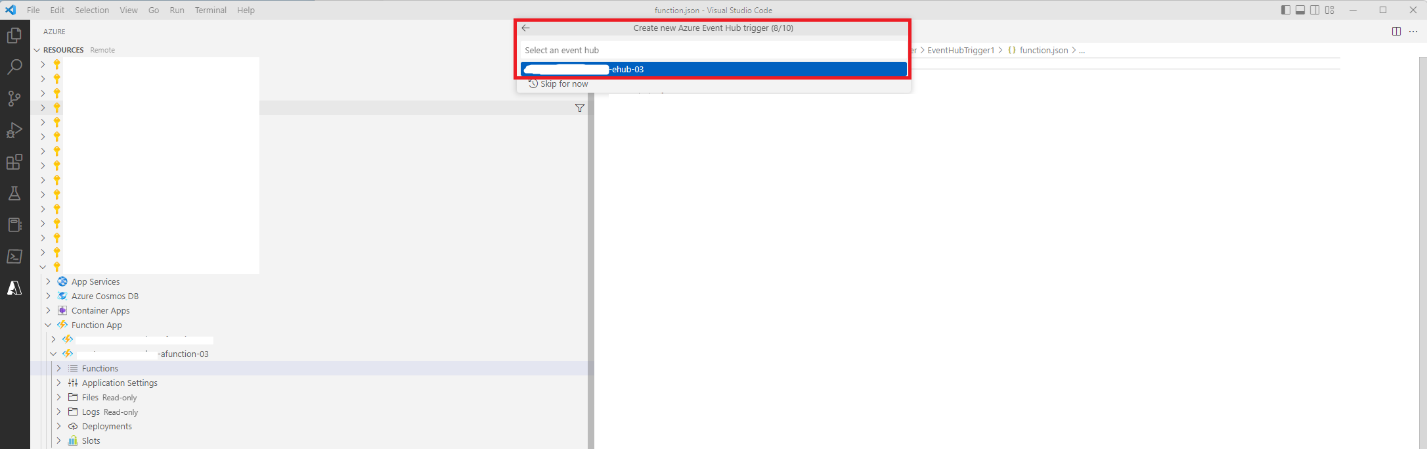 File Edit Selection View Go Run Terminal Help
function.json - Visual Studio Code
AZURE
RESOURCES Remote
Create new Azure Event Hub trigger (8/10)
Select an event hub
-ehub-03
Skip for now
EventHubTrigger1 > {} function.json > ...
App Services
Azure Cosmos DB
Container Apps
Function App
-afunction-03
Functions
Application Settings
Files Read-only
Logs Read-only
Deployments
Slots